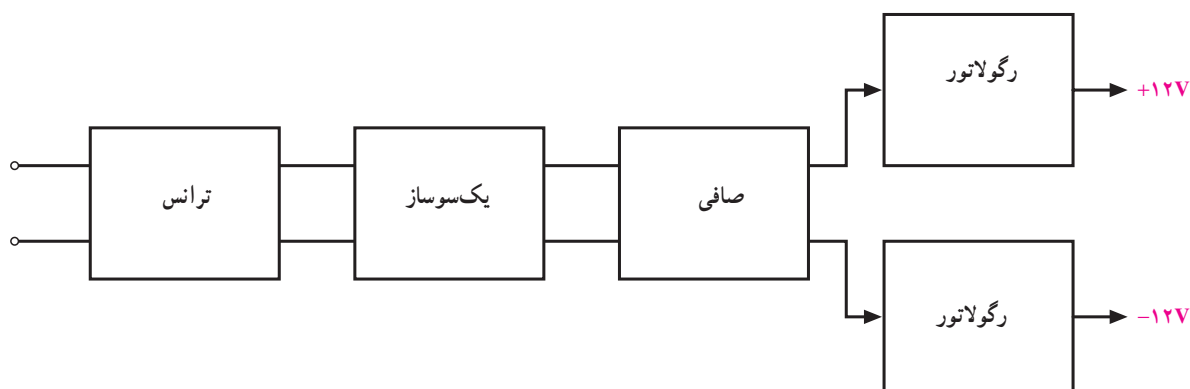 رگولاتور
+۱۲V
ترانس
یک‌سوساز
صافی
رگولاتور
−۱۲V